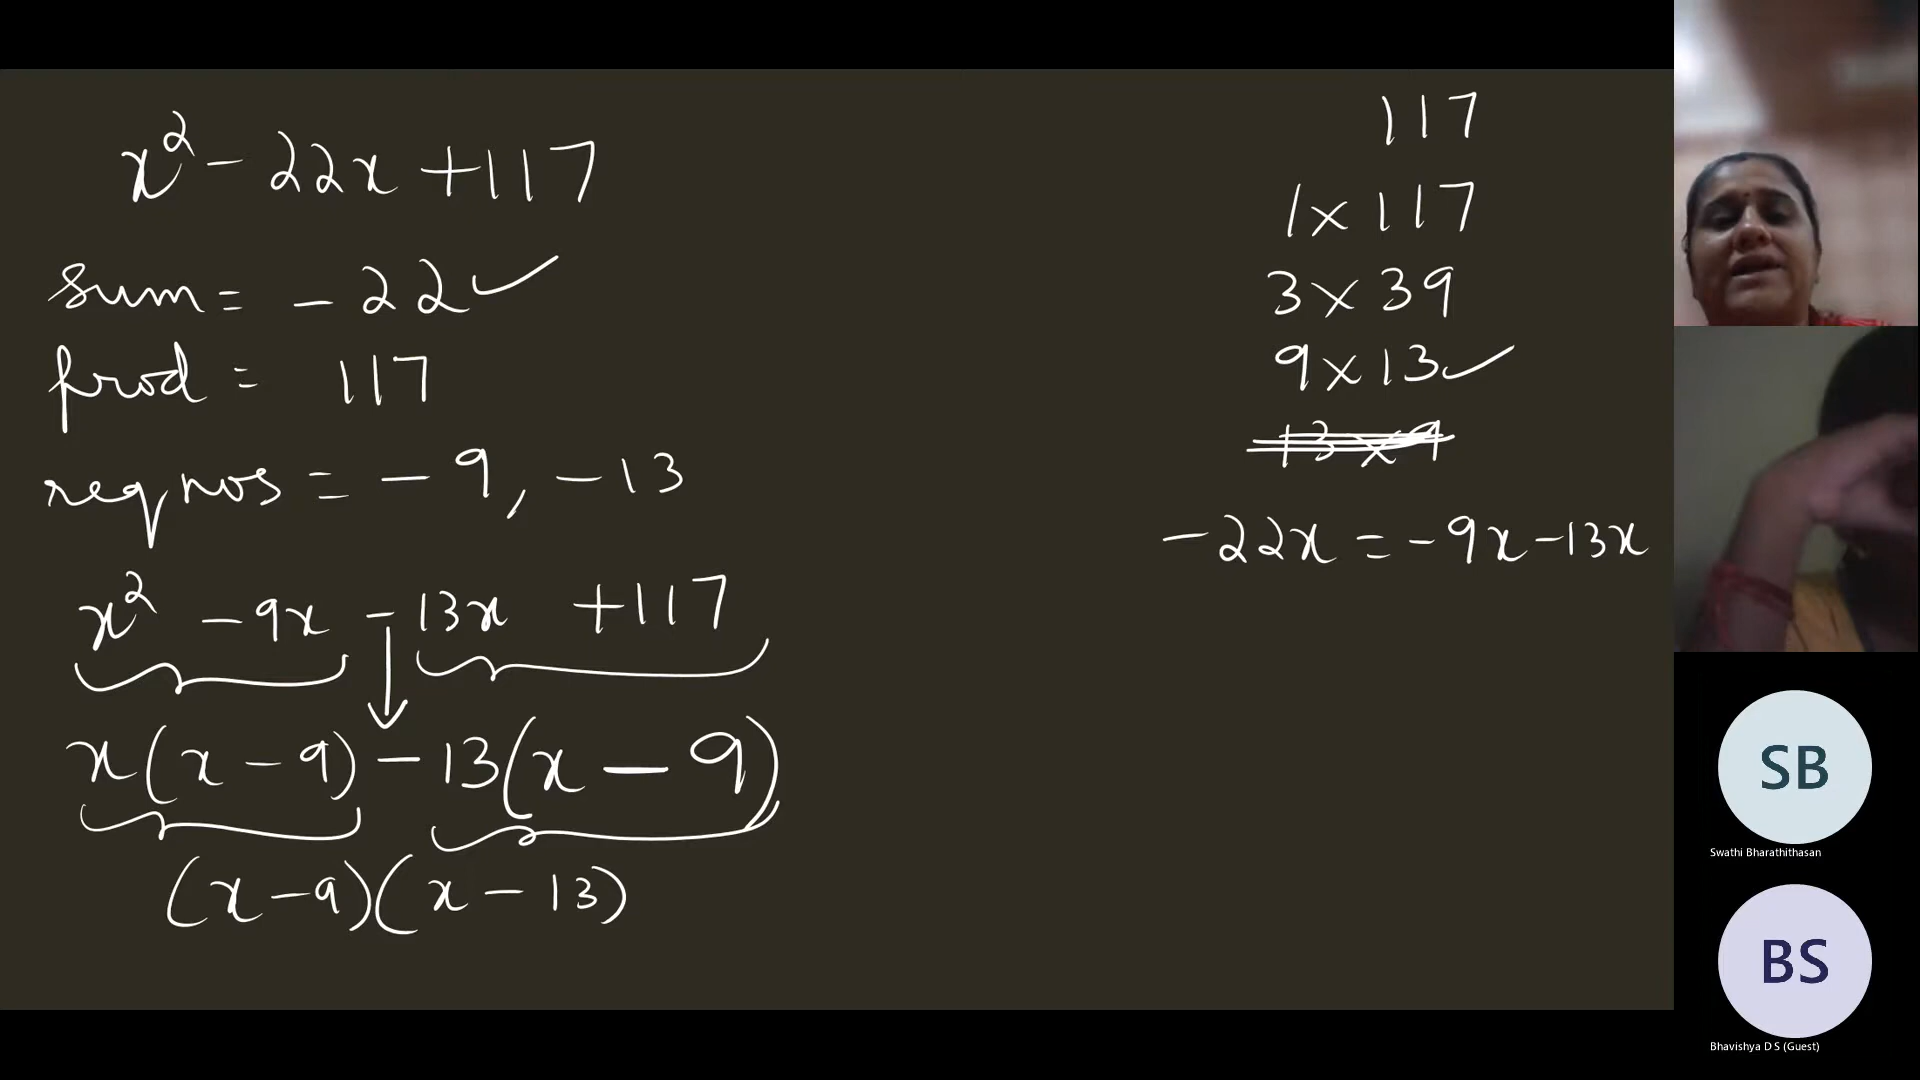 x² - 22x + 117
sum = - 22 ✓
prod = 117
req nos = - 9, - 13
x² - 9x - 13x + 117
x(x - 9) - 13(x - 9)
(x - 9)(x - 13)
117
1 x 117
3 x 39
9 x 13 ✓
13 x 9
- 22x = - 9x - 13x
SB
Swathi Bharathithasan
BS
Bhavishya D S (Guest)